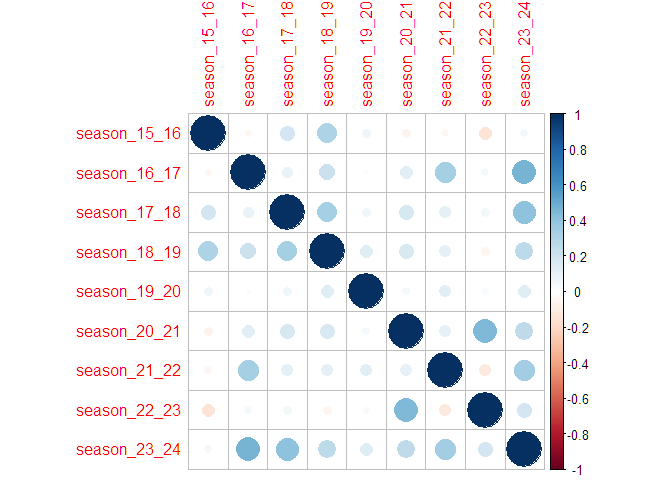 season_15_16
season_16_17
season_17_18
season_18_19
season_19_20
season_20_21
season_21_22
season_22_23
season_23_24
season_15_16
season_16_17
season_17_18
season_18_19
season_19_20
season_20_21
season_21_22
season_22_23
season_23_24
1
0.8
0.6
0.4
0.2
0
-0.2
-0.4
-0.6
-0.8
-1